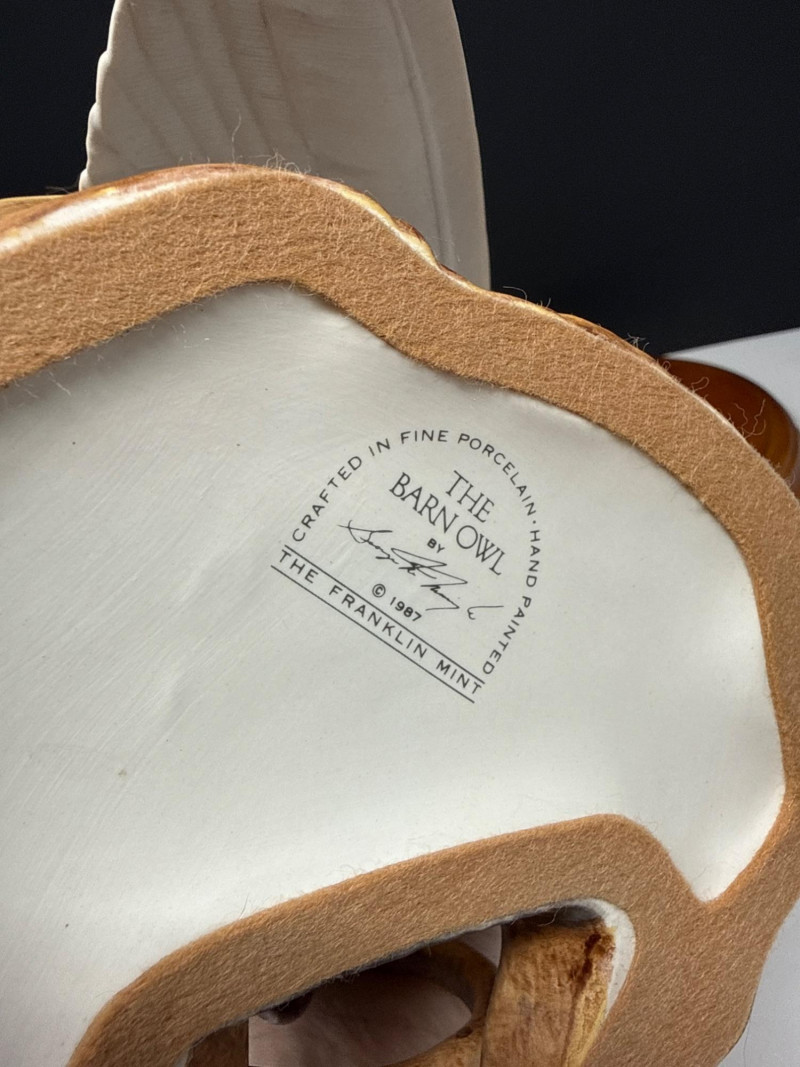 CRAFTED IN FINE PORCELAIN · HAND PAINTED
THE
BARN OWL
BY
© 1987
THE FRANKLIN MINT